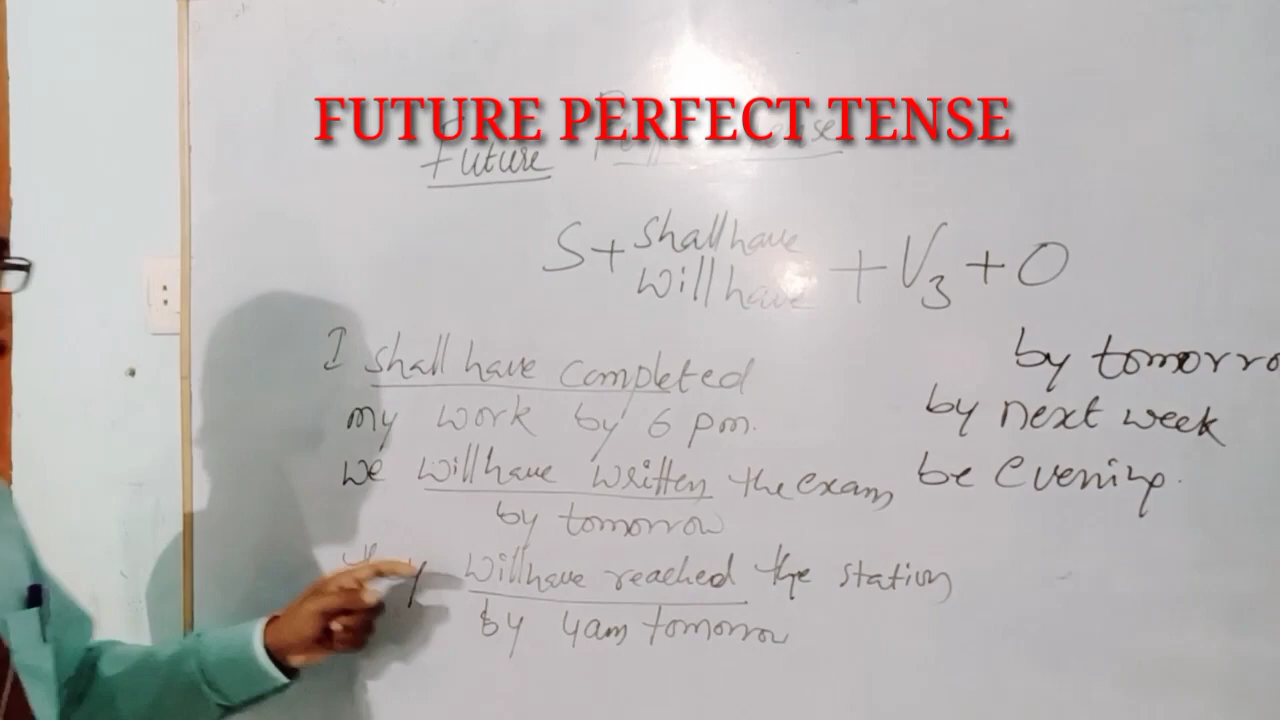 FUTURE PERFECT TENSE
Future
S + shall have + V3 + O
will have
I shall have completed
my work by 6 pm.
we will have written the exam
by tomorrow
will have reached the station
by 4am tomorrow
by tomorro
by next week
be evening.